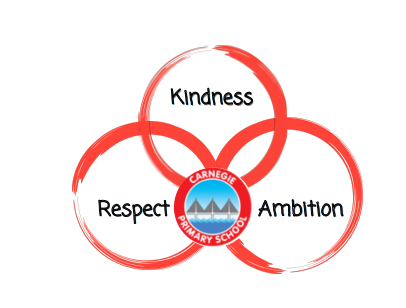 Kindness
Respect
CARNEGIE
PRIMARY SCHOOL
Ambition